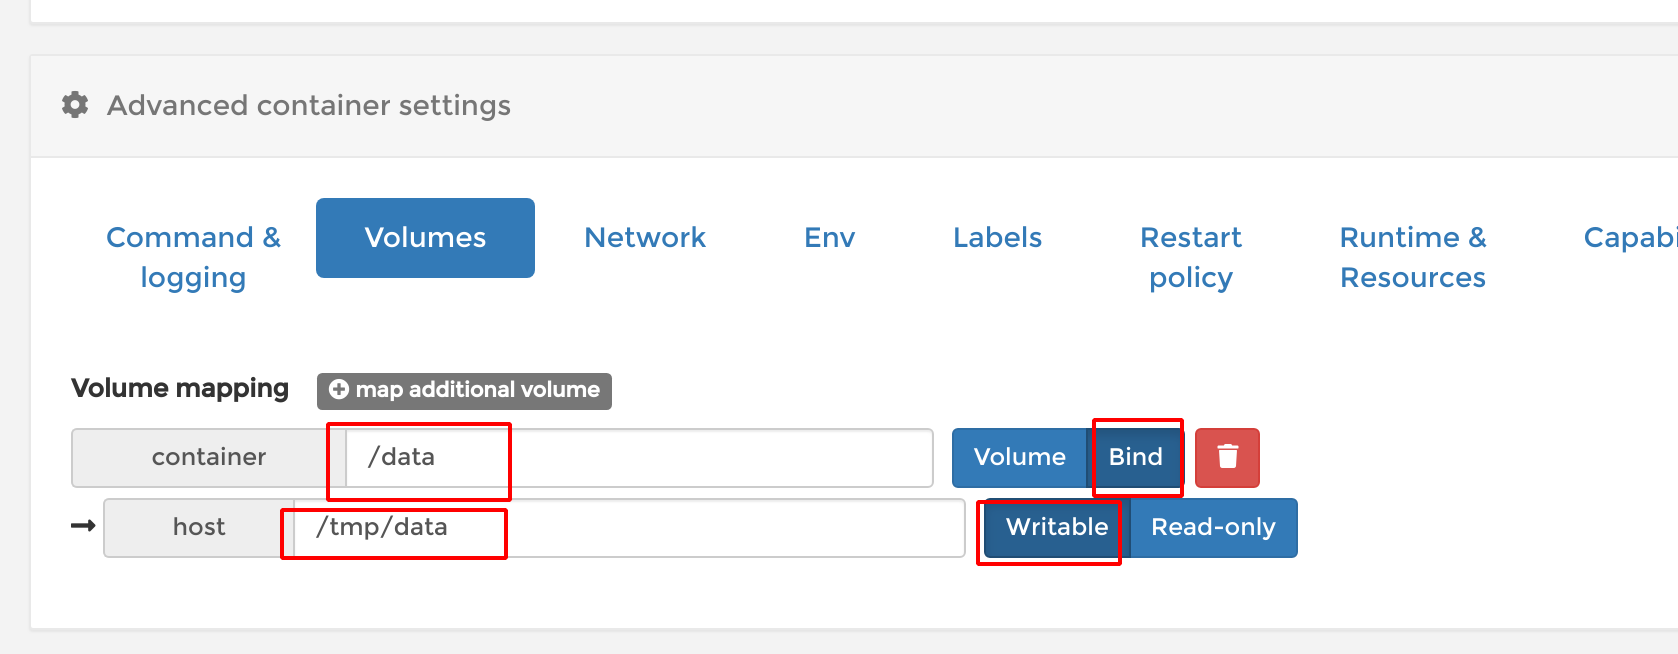 Advanced container settings
Command & logging
Volumes
Network
Env
Labels
Restart policy
Runtime & Resources
Capabi
Volume mapping
map additional volume
container
/data
Volume
Bind
host
/tmp/data
Writable
Read-only